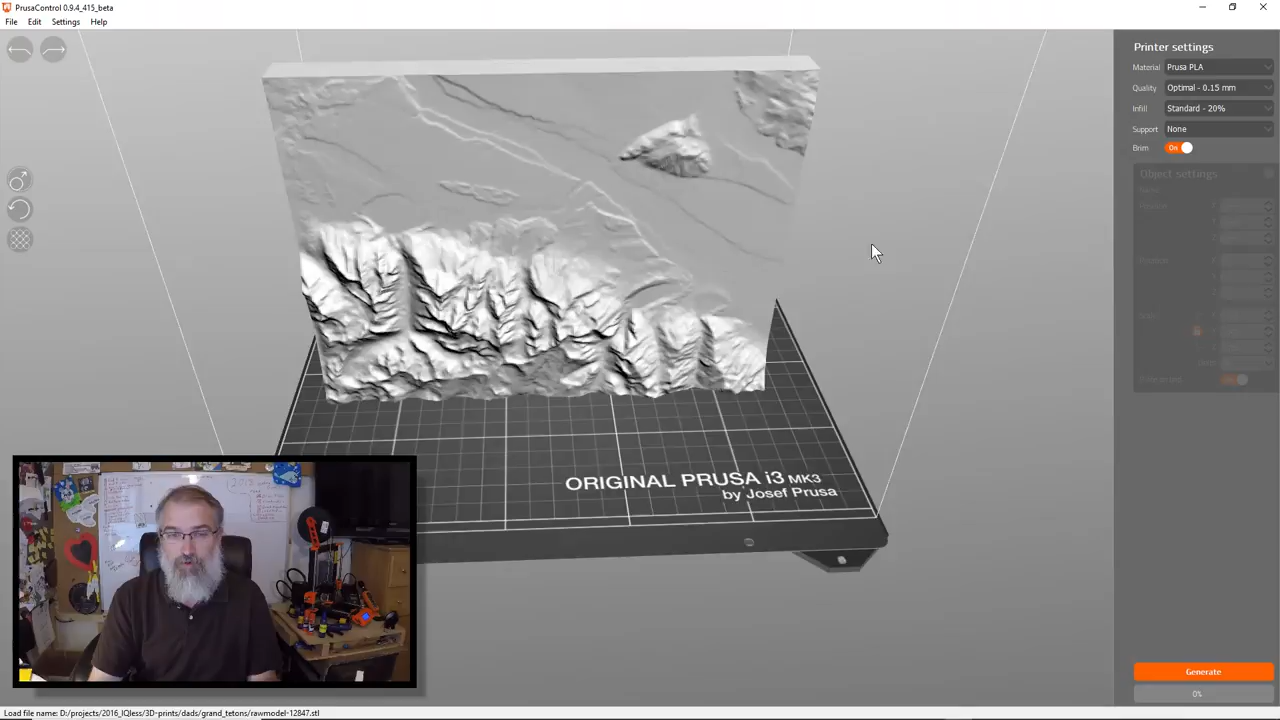 PrusaControl 0.9.4_415_beta
File Edit Settings Help
Printer settings
Material Prusa PLA
Quality Optimal - 0.15 mm
Infill Standard - 20%
Support None
Brim On
Object settings
ORIGINAL PRUSA i3 MK3
by Josef Prusa
Generate
0%
Load file name: D:/projects/2016_IQless/3D-prints/dads/grand_tetons/rawmodel-12847.stl